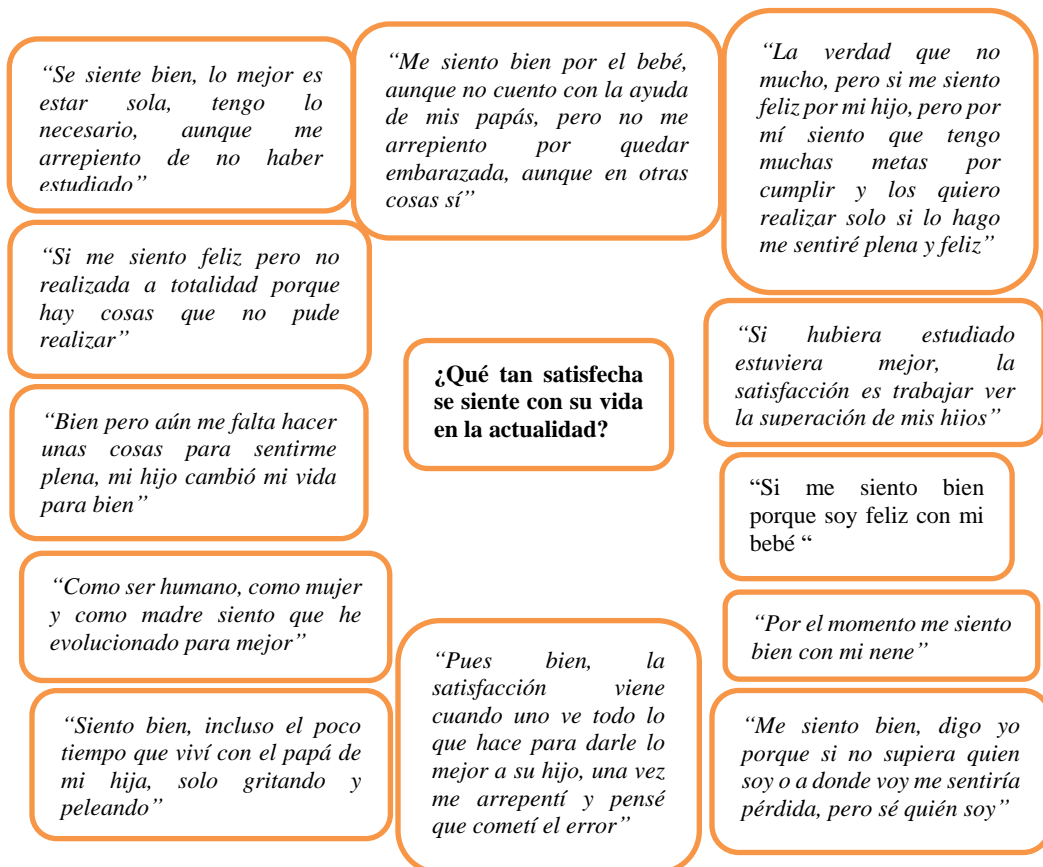 “Se siente bien, lo mejor es
estar sola, tengo lo
necesario, aunque me
arrepiento de no haber
estudiado”
“Me siento bien por el bebé,
aunque no cuento con la ayuda
de mis papás, pero no me
arrepiento por quedar
embarazada, aunque en otras
cosas sí”
“La verdad que no
mucho, pero si me siento
feliz por mi hijo, pero por
mí siento que tengo
muchas metas por
cumplir y los quiero
realizar solo si lo hago
me sentiré plena y feliz”
“Si me siento feliz pero no
realizada a totalidad porque
hay cosas que no pude
realizar”
“Si hubiera estudiado
estuviera mejor, la
satisfacción es trabajar ver
la superación de mis hijos”
¿Qué tan satisfecha
se siente con su vida
en la actualidad?
“Bien pero aún me falta hacer
unas cosas para sentirme
plena, mi hijo cambió mi vida
para bien”
“Si me siento bien
porque soy feliz con mi
bebé “
“Como ser humano, como mujer
y como madre siento que he
evolucionado para mejor”
“Por el momento me siento
bien con mi nene”
“Pues bien, la
satisfacción viene
cuando uno ve todo lo
que hace para darle lo
mejor a su hijo, una vez
me arrepentí y pensé
que cometí el error”
“Siento bien, incluso el poco
tiempo que viví con el papá de
mi hija, solo gritando y
peleando”
“Me siento bien, digo yo
porque si no supiera quien
soy o a donde voy me sentiría
pérdida, pero sé quién soy”